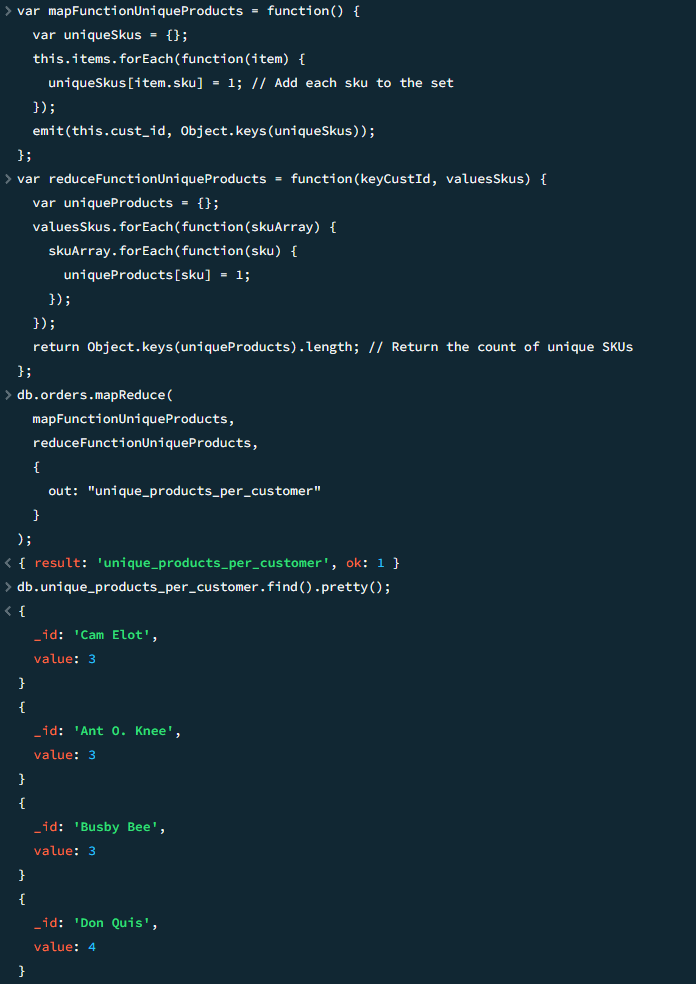 > var mapFunctionUniqueProducts = function() {
    var uniqueSkus = {};
    this.items.forEach(function(item) {
      uniqueSkus[item.sku] = 1; // Add each sku to the set
    });
    emit(this.cust_id, Object.keys(uniqueSkus));
  };
> var reduceFunctionUniqueProducts = function(keyCustId, valuesSkus) {
    var uniqueProducts = {};
    valuesSkus.forEach(function(skuArray) {
      skuArray.forEach(function(sku) {
        uniqueProducts[sku] = 1;
      });
    });
    return Object.keys(uniqueProducts).length; // Return the count of unique SKUs
  };
> db.orders.mapReduce(
    mapFunctionUniqueProducts,
    reduceFunctionUniqueProducts,
    {
      out: "unique_products_per_customer"
    }
  );
< { result: 'unique_products_per_customer', ok: 1 }
> db.unique_products_per_customer.find().pretty();
< {
    _id: 'Cam Elot',
    value: 3
  }
  {
    _id: 'Ant O. Knee',
    value: 3
  }
  {
    _id: 'Busby Bee',
    value: 3
  }
  {
    _id: 'Don Quis',
    value: 4
  }